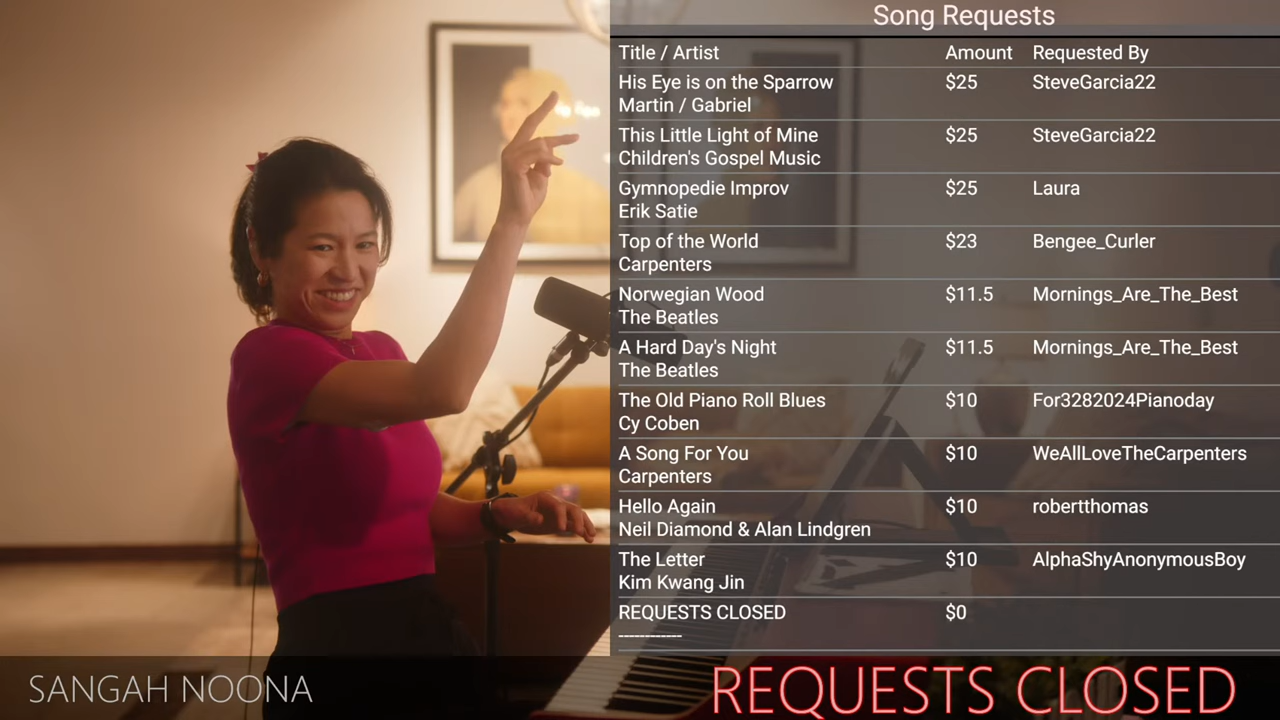 Song Requests
Title / Artist Amount Requested By
His Eye is on the Sparrow $25 SteveGarcia22
Martin / Gabriel
This Little Light of Mine $25 SteveGarcia22
Children's Gospel Music
Gymnopedie Improv $25 Laura
Erik Satie
Top of the World $23 Bengee_Curler
Carpenters
Norwegian Wood $11.5 Mornings_Are_The_Best
The Beatles
A Hard Day's Night $11.5 Mornings_Are_The_Best
The Beatles
The Old Piano Roll Blues $10 For3282024Pianoday
Cy Coben
A Song For You $10 WeAllLoveTheCarpenters
Carpenters
Hello Again $10 robertthomas
Neil Diamond & Alan Lindgren
The Letter $10 AlphaShyAnonymousBoy
Kim Kwang Jin
REQUESTS CLOSED $0
------------
SANGAH NOONA REQUESTS CLOSED